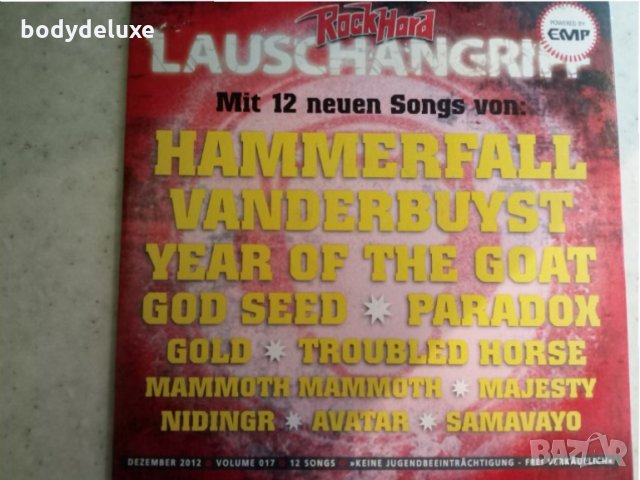 bodydeluxe
RockHard
POWERED BY
EMP
LAUSCHANGRIFF
Mit 12 neuen Songs von:
HAMMERFALL
VANDERBUYST
YEAR OF THE GOAT
GOD SEED ✸ PARADOX
GOLD ✸ TROUBLED HORSE
MAMMOTH MAMMOTH ✸ MAJESTY
NIDINGR ✸ AVATAR ✸ SAMAVAYO
DEZEMBER 2012 VOLUME 017 12 SONGS »KEINE JUGENDBEEINTRÄCHTIGUNG - FREI VERKÄUFLICH«
BAZAR